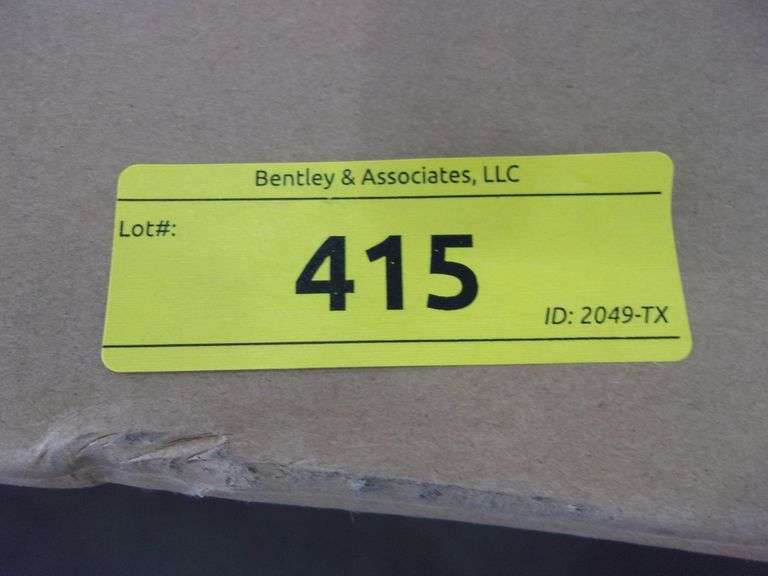 Bentley & Associates, LLC
Lot#:
415
ID: 2049-TX